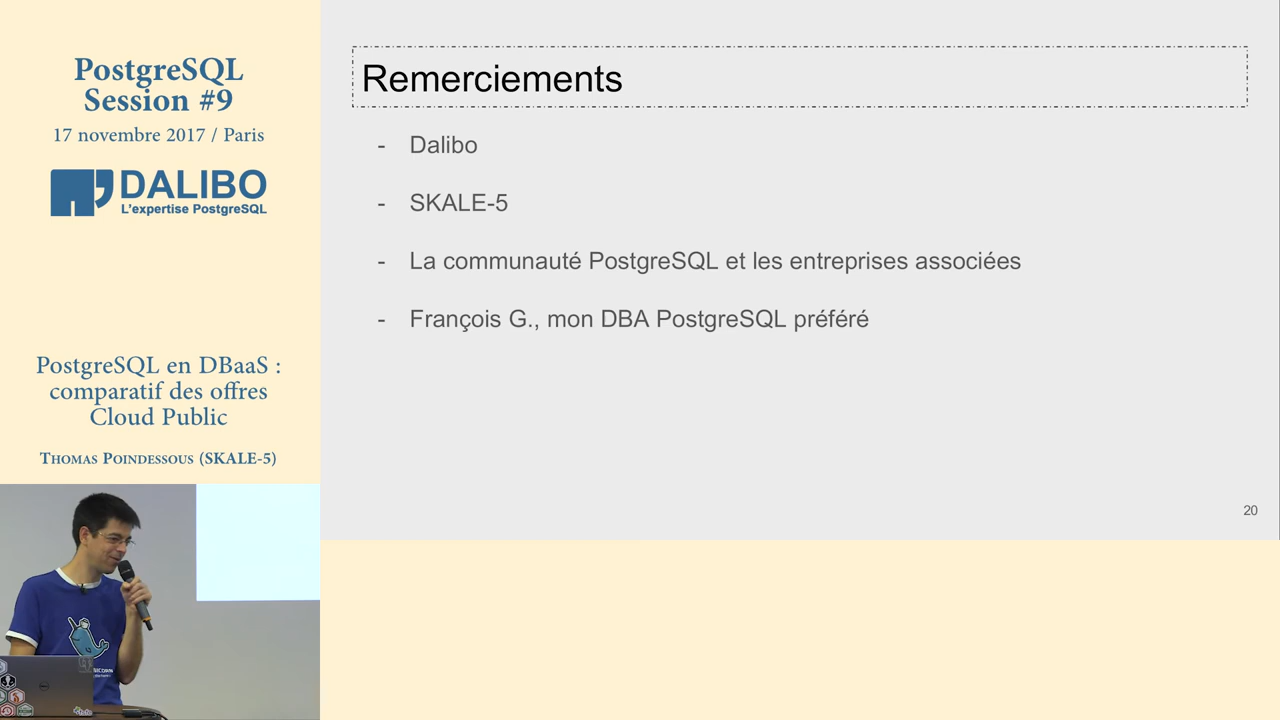 PostgreSQL
Session #9
17 novembre 2017 / Paris
DALIBO
L'expertise PostgreSQL
PostgreSQL en DBaaS :
comparatif des offres
Cloud Public
Thomas Poindessous (SKALE-5)
Remerciements
- Dalibo
- SKALE-5
- La communauté PostgreSQL et les entreprises associées
- François G., mon DBA PostgreSQL préféré
20